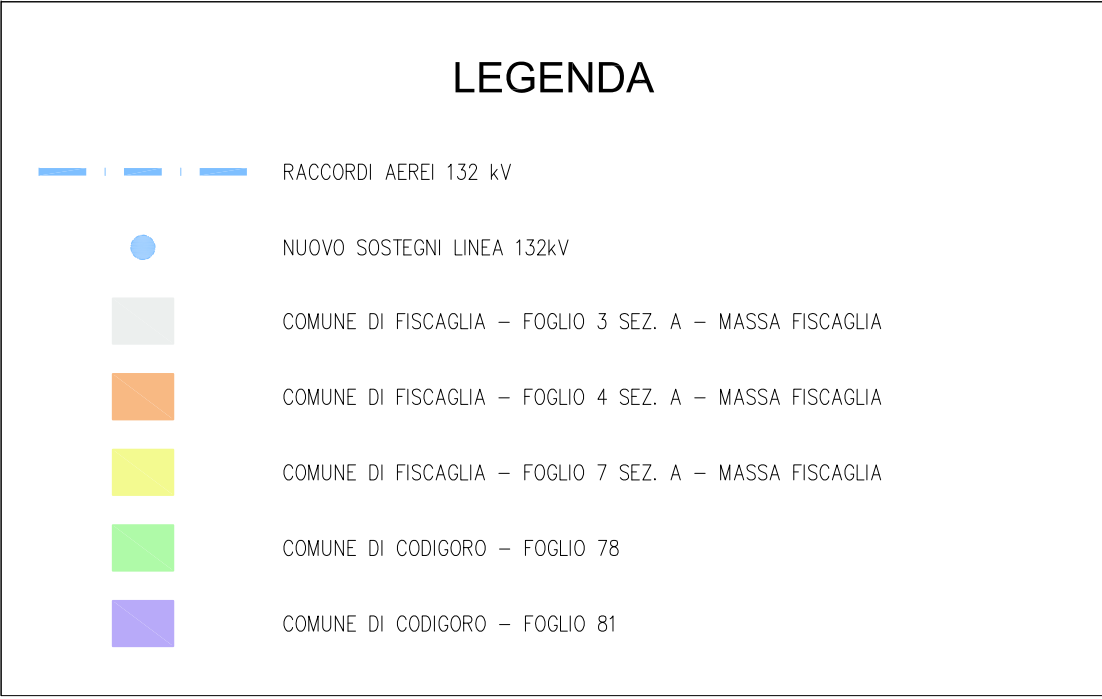 LEGENDA
RACCORDI AEREI 132 kV
NUOVO SOSTEGNI LINEA 132kV
COMUNE DI FISCAGLIA – FOGLIO 3 SEZ. A – MASSA FISCAGLIA
COMUNE DI FISCAGLIA – FOGLIO 4 SEZ. A – MASSA FISCAGLIA
COMUNE DI FISCAGLIA – FOGLIO 7 SEZ. A – MASSA FISCAGLIA
COMUNE DI CODIGORO – FOGLIO 78
COMUNE DI CODIGORO – FOGLIO 81